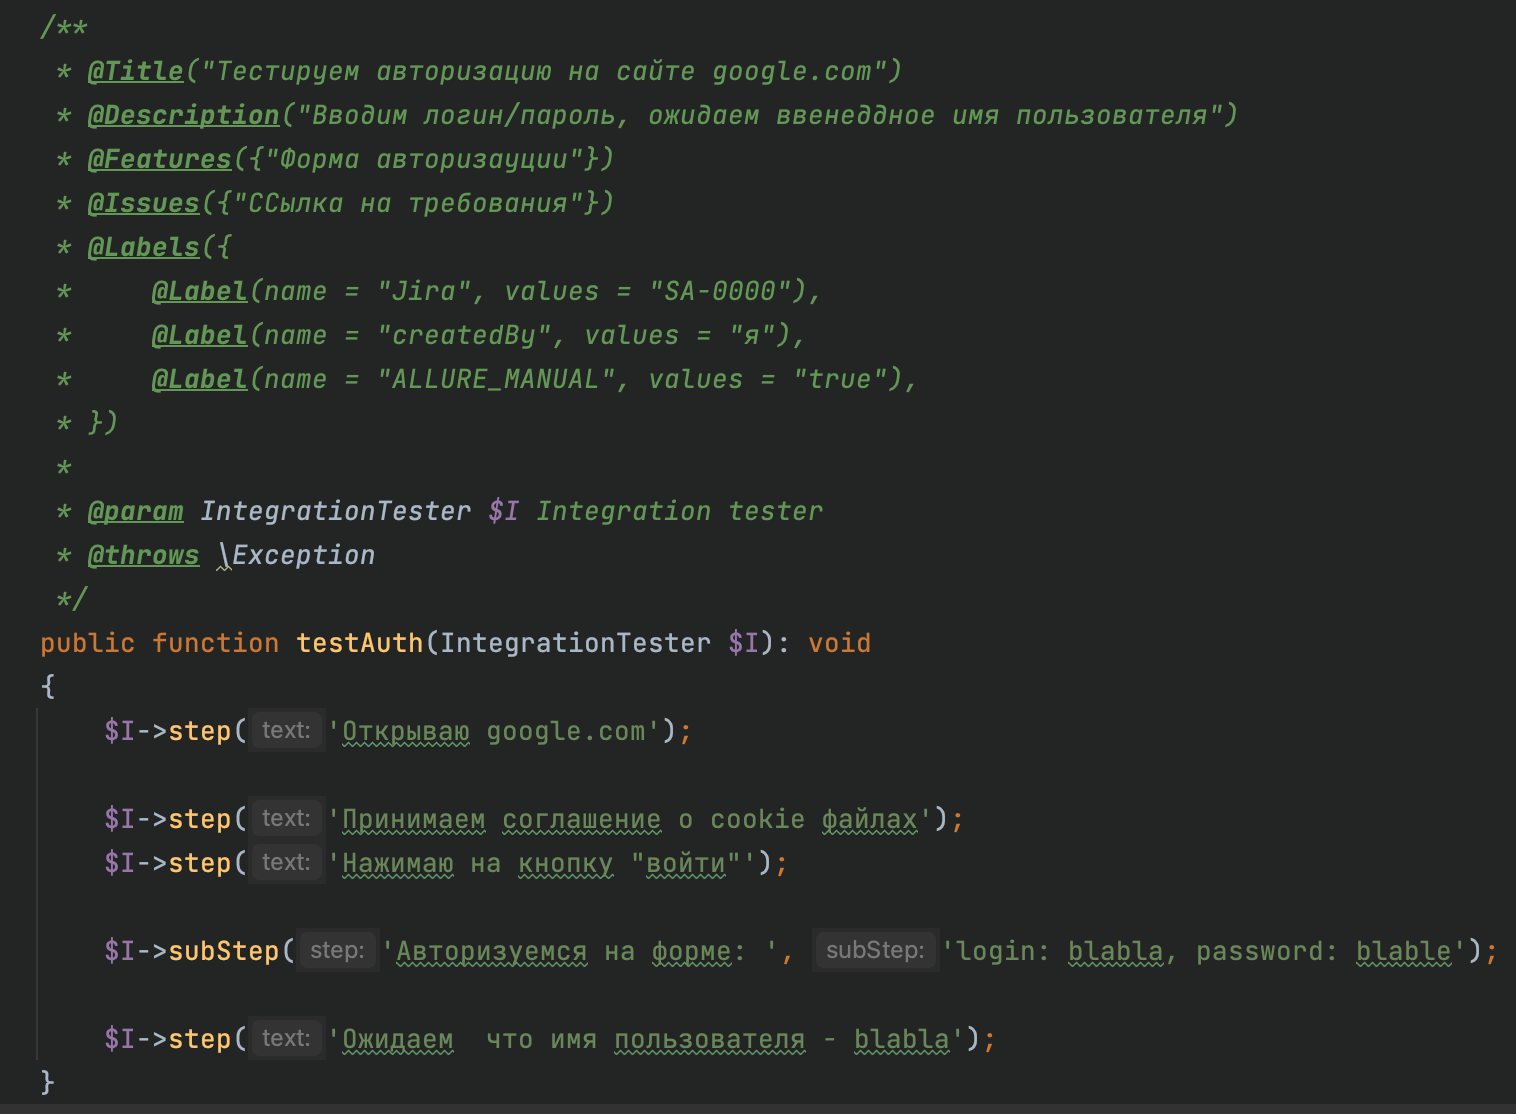 /**
 * @Title("Тестируем авторизацию на сайте google.com")
 * @Description("Вводим логин/пароль, ожидаем ввенеддное имя пользователя")
 * @Features({"Форма авторизауции"})
 * @Issues({"ССылка на требования"})
 * @Labels({
 *     @Label(name = "Jira", values = "SA-0000"),
 *     @Label(name = "createdBy", values = "я"),
 *     @Label(name = "ALLURE_MANUAL", values = "true"),
 * })
 *
 * @param IntegrationTester $I Integration tester
 * @throws \Exception
 */
public function testAuth(IntegrationTester $I): void
{
    $I->step( text: 'Открываю google.com');
    $I->step( text: 'Принимаем соглашение о cookie файлах');
    $I->step( text: 'Нажимаю на кнопку "войти"');
    $I->subStep( step: 'Авторизуемся на форме: ', subStep: 'login: blabla, password: blable');
    $I->step( text: 'Ожидаем  что имя пользователя - blabla');
}